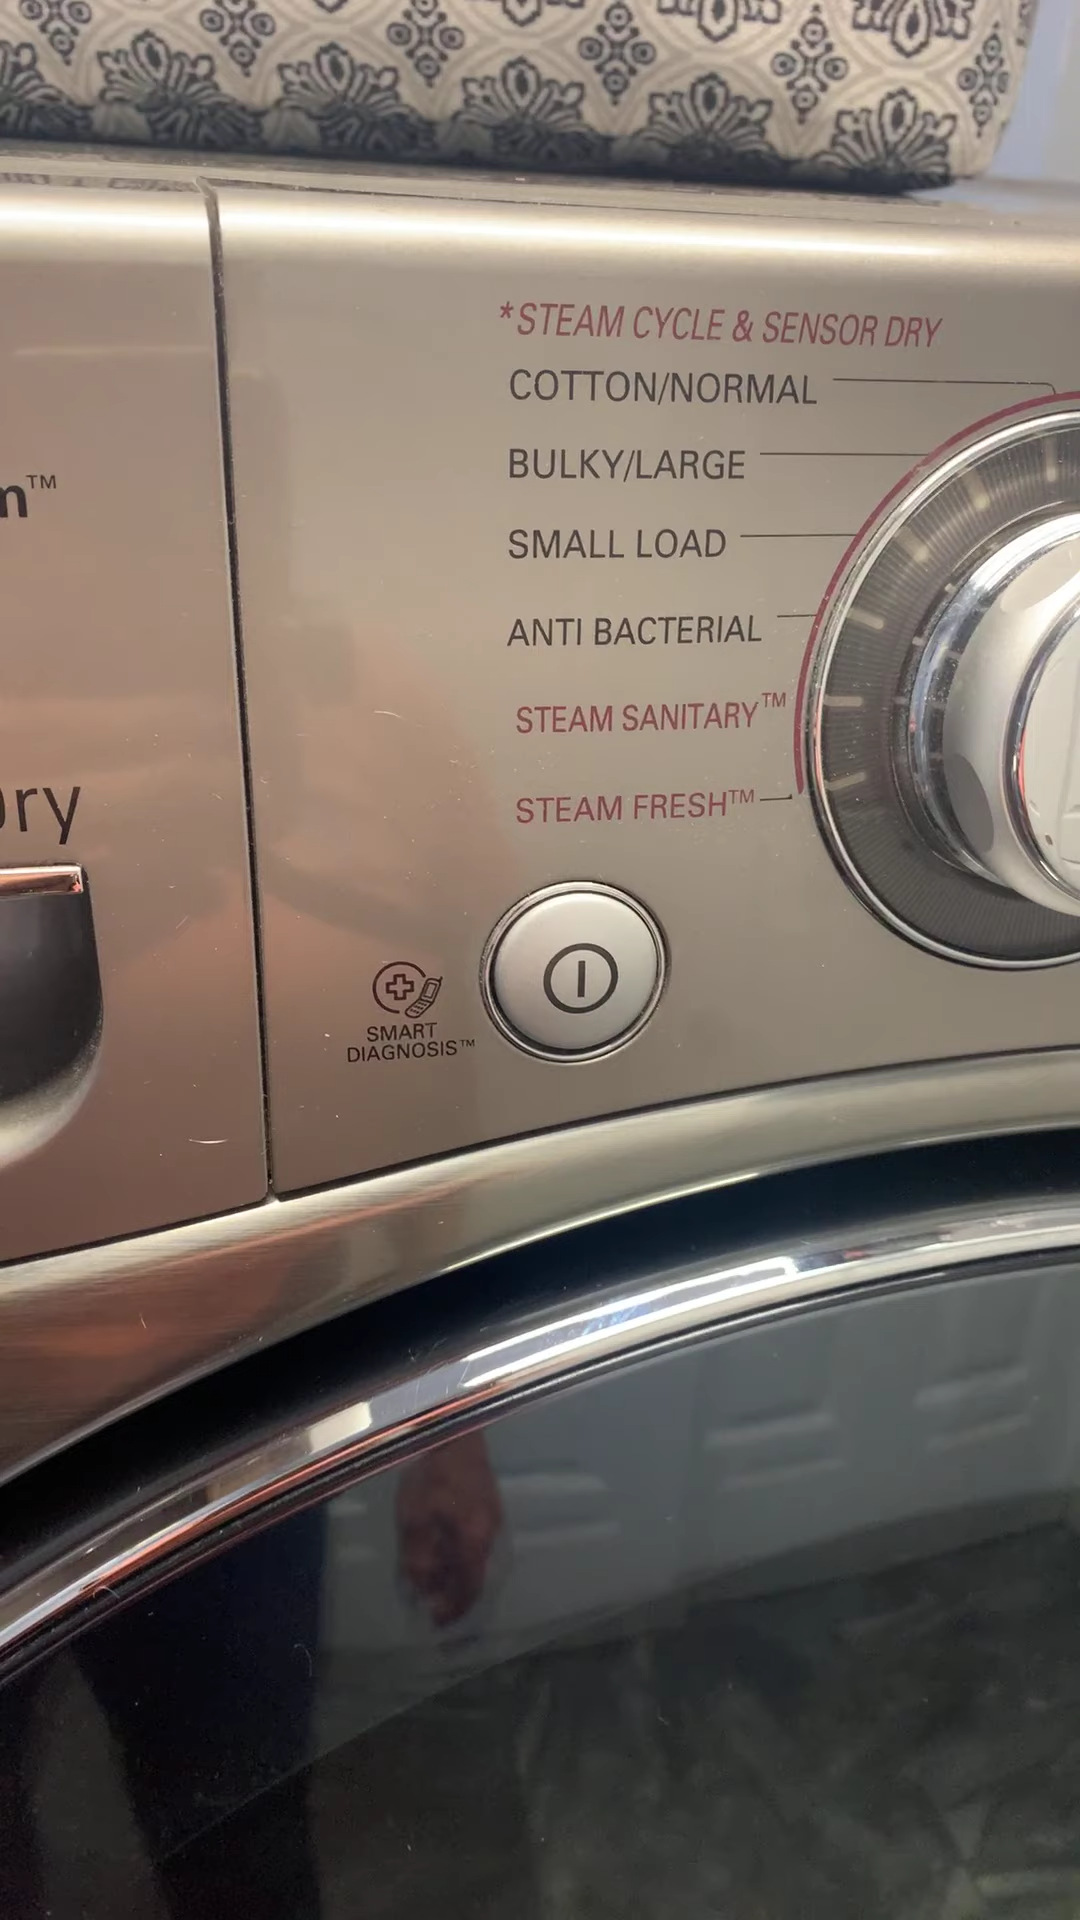 *STEAM CYCLE & SENSOR DRY
COTTON/NORMAL
BULKY/LARGE
SMALL LOAD
ANTI BACTERIAL
STEAM SANITARY™
STEAM FRESH™
SMART
DIAGNOSIS™